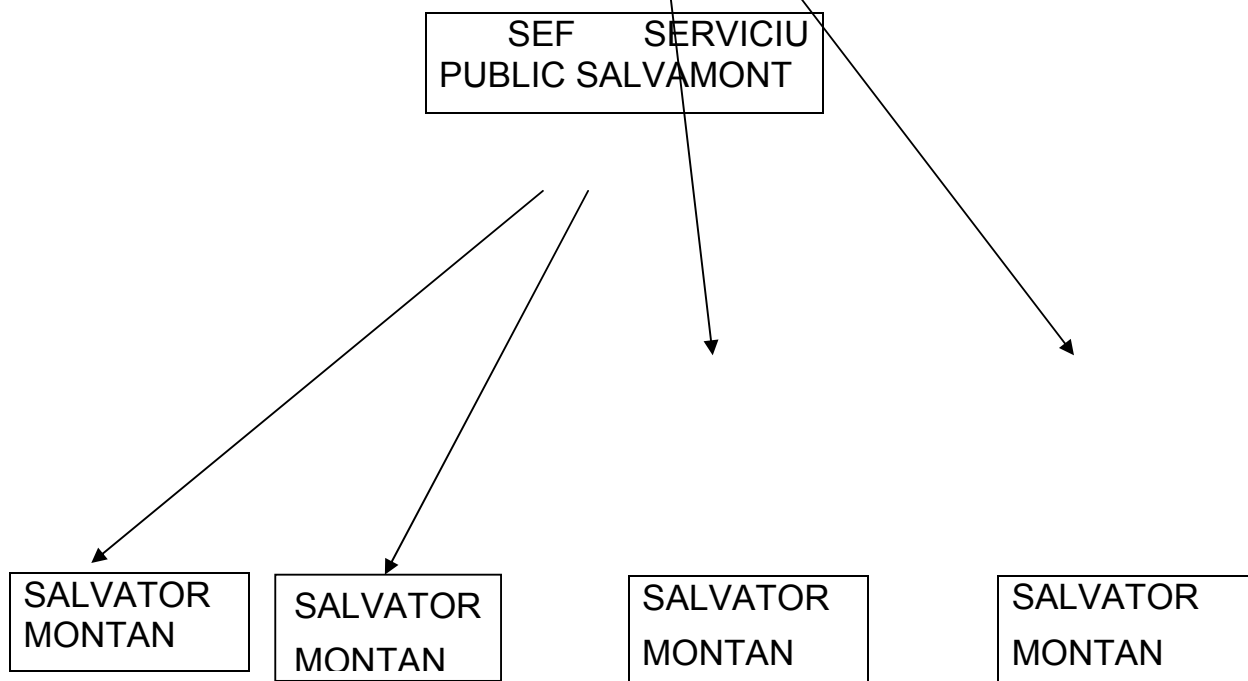 SEF SERVICIU
PUBLIC SALVAMONT
SALVATOR
MONTAN
SALVATOR
MONTAN
SALVATOR
MONTAN
SALVATOR
MONTAN